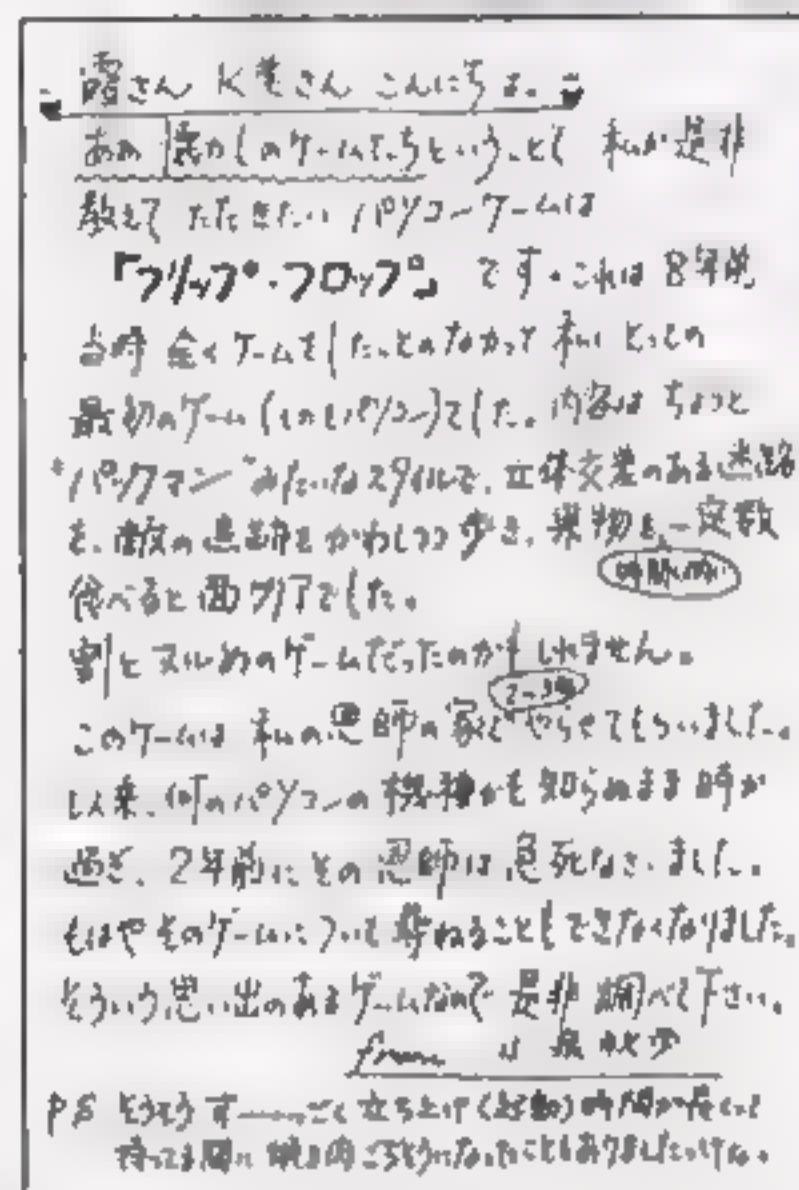 霞さん K子さん こんにちは。
あの 懐かしのゲームたちということで 私が是非
教えて いただきたい パソコンゲームは
「フリップ・フロップ」です。これは 8年前、
当時 全くゲームをしたことのなかった 私にとっての
最初のゲーム(しかもパソコン)でした。内容は ちょっと
"パックマン"みたいなスタイルで、立体交差のある迷路
を、敵の追跡をかわしつつ歩き、果物を、一定数
時間内に
食べると面クリアでした。
割とヌルめのゲームだったのかもしれません。
2~3回
このゲームは 私の恩師の家でやらせてもらいました。
以来、何のパソコンの機種かも知らぬまま時が
過ぎ、2年前にその恩師は急死なさいました。
もはやそのゲームについて尋ねることもできなくなりました。
そういう思い出のあるゲームなので 是非 調べて下さい。
from
PS そうそう すーーーごく 立ち上げ(起動)時間が長くって
待ってる間に 焼き肉ごちそうになったこともありましたっけね。